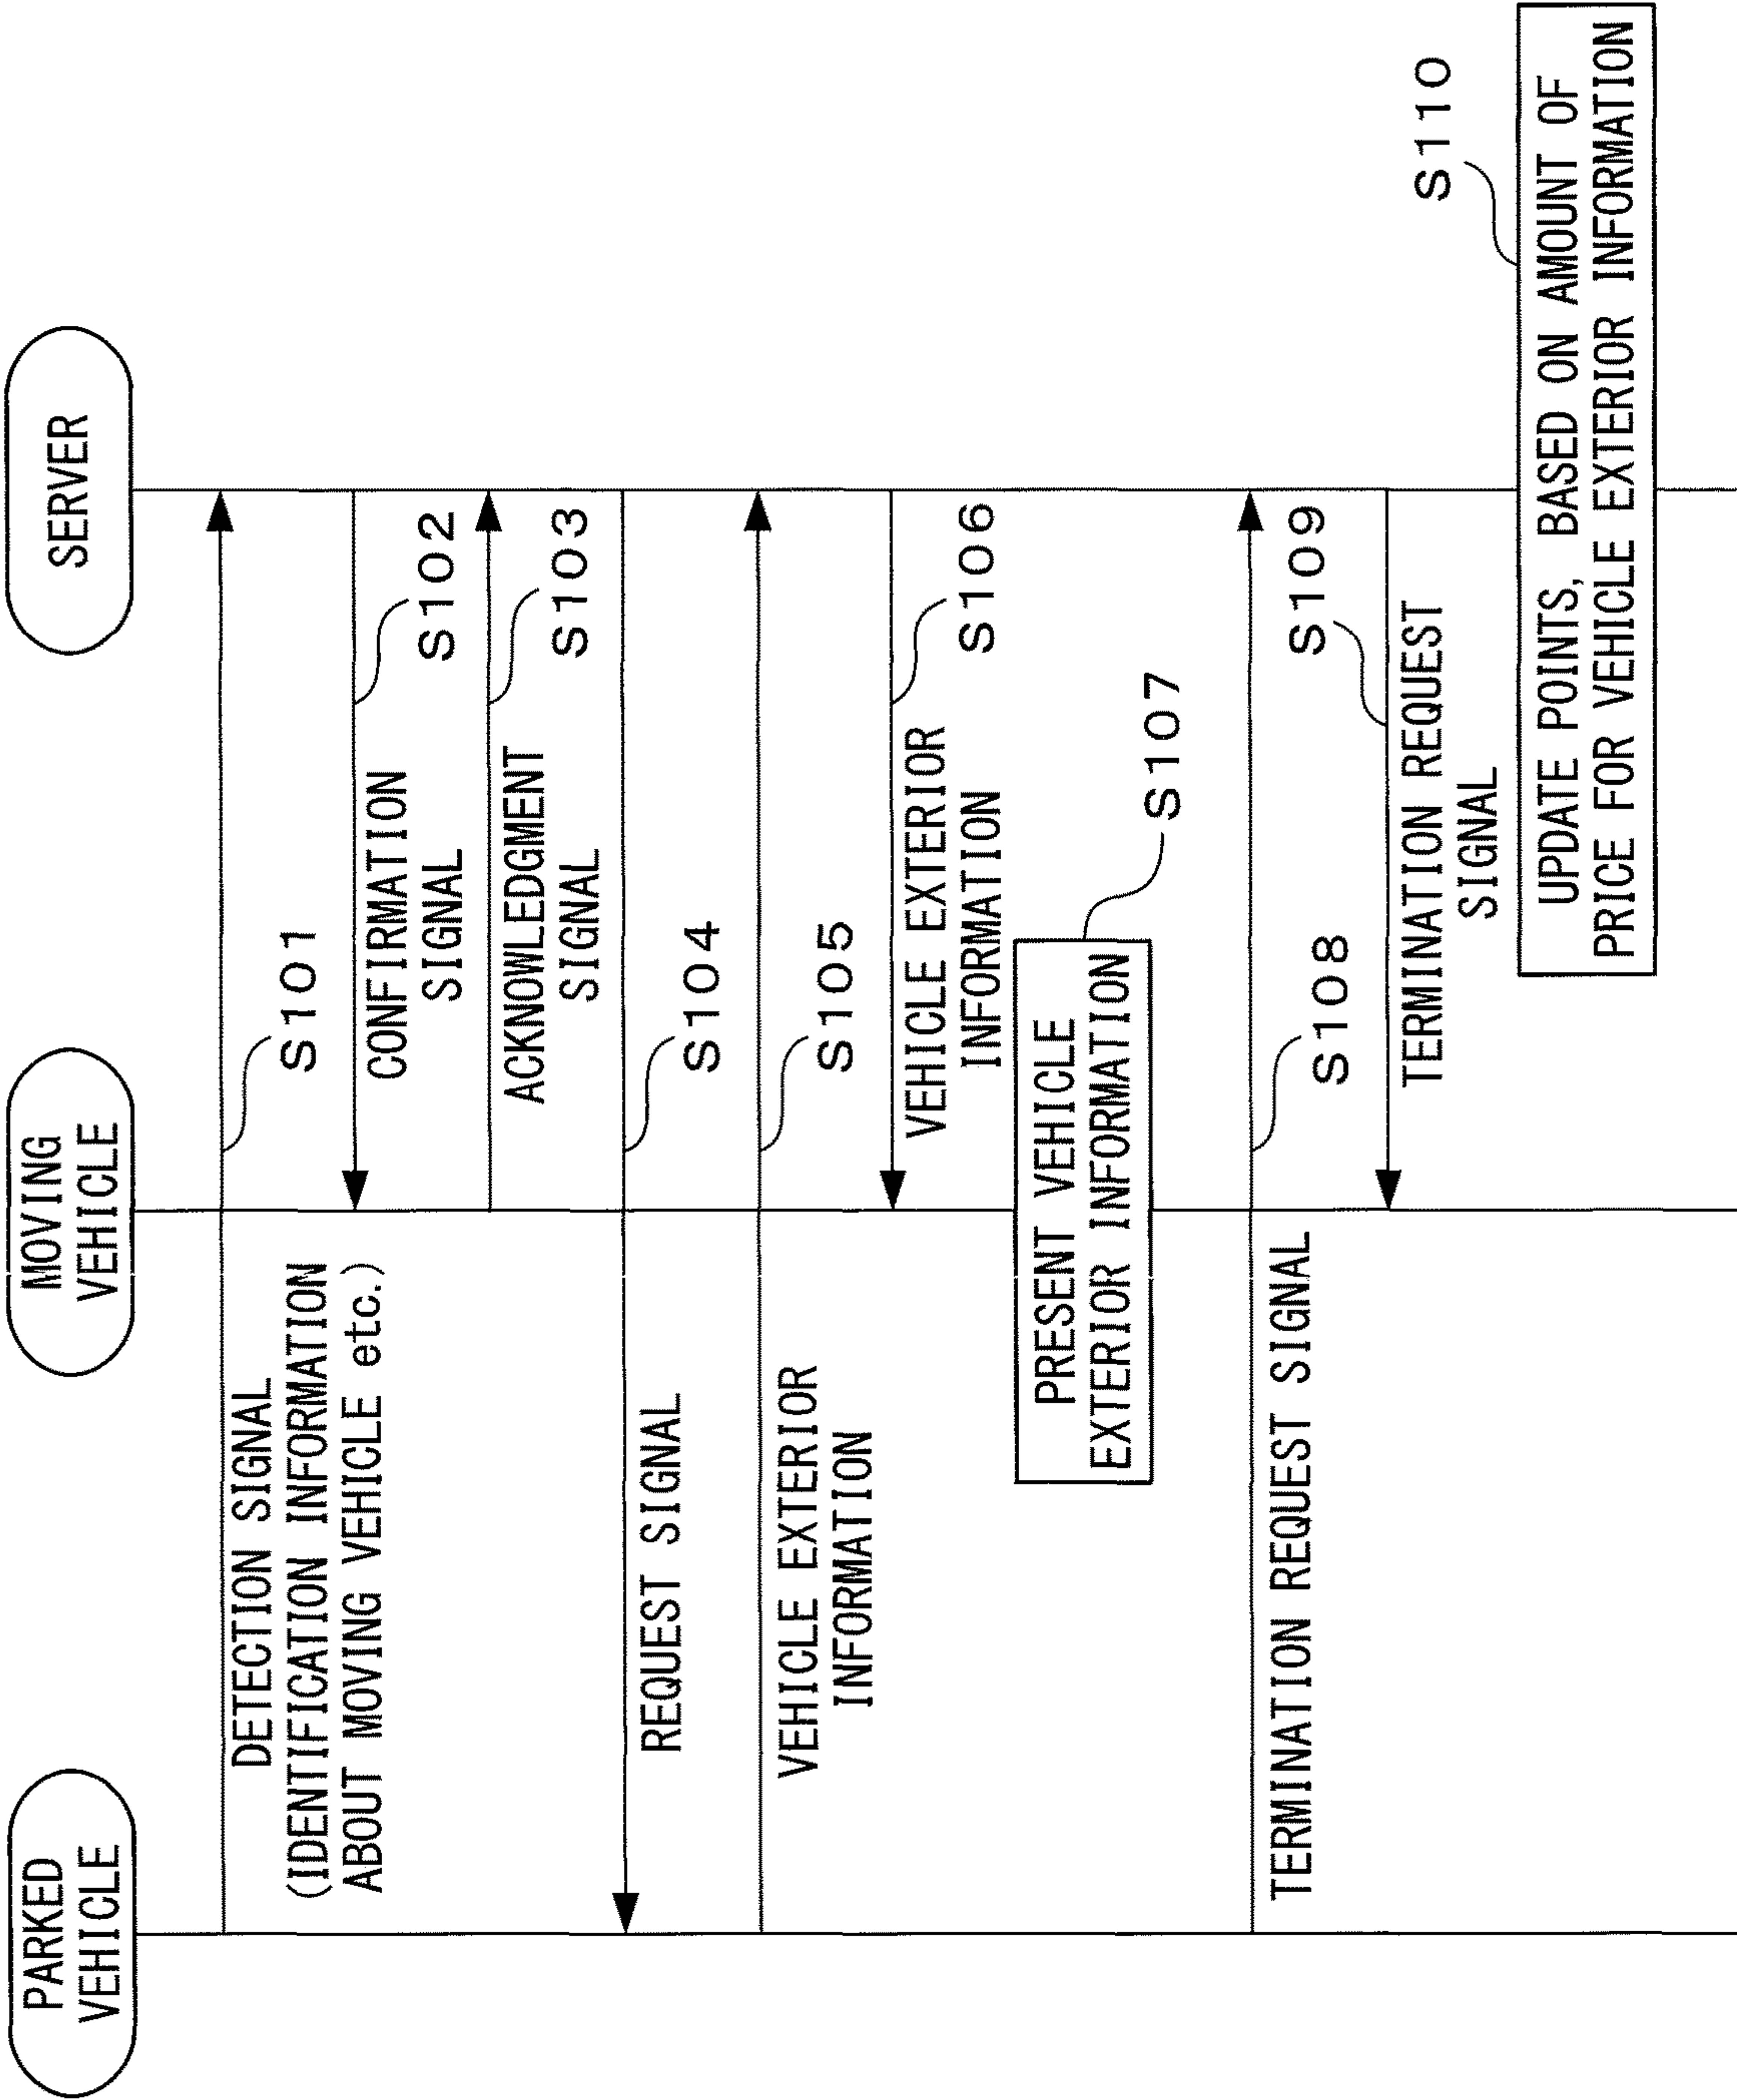 PARKED
VEHICLE
MOVING
VEHICLE
SERVER
DETECTION SIGNAL
(IDENTIFICATION INFORMATION
ABOUT MOVING VEHICLE etc.)
S101
CONFIRMATION
SIGNAL
S102
ACKNOWLEDGMENT
SIGNAL
S103
REQUEST SIGNAL
S104
VEHICLE EXTERIOR
INFORMATION
S105
VEHICLE EXTERIOR
INFORMATION
S106
PRESENT VEHICLE
EXTERIOR INFORMATION
S107
TERMINATION REQUEST SIGNAL
S108
TERMINATION REQUEST
SIGNAL
S109
S110
UPDATE POINTS, BASED ON AMOUNT OF
PRICE FOR VEHICLE EXTERIOR INFORMATION